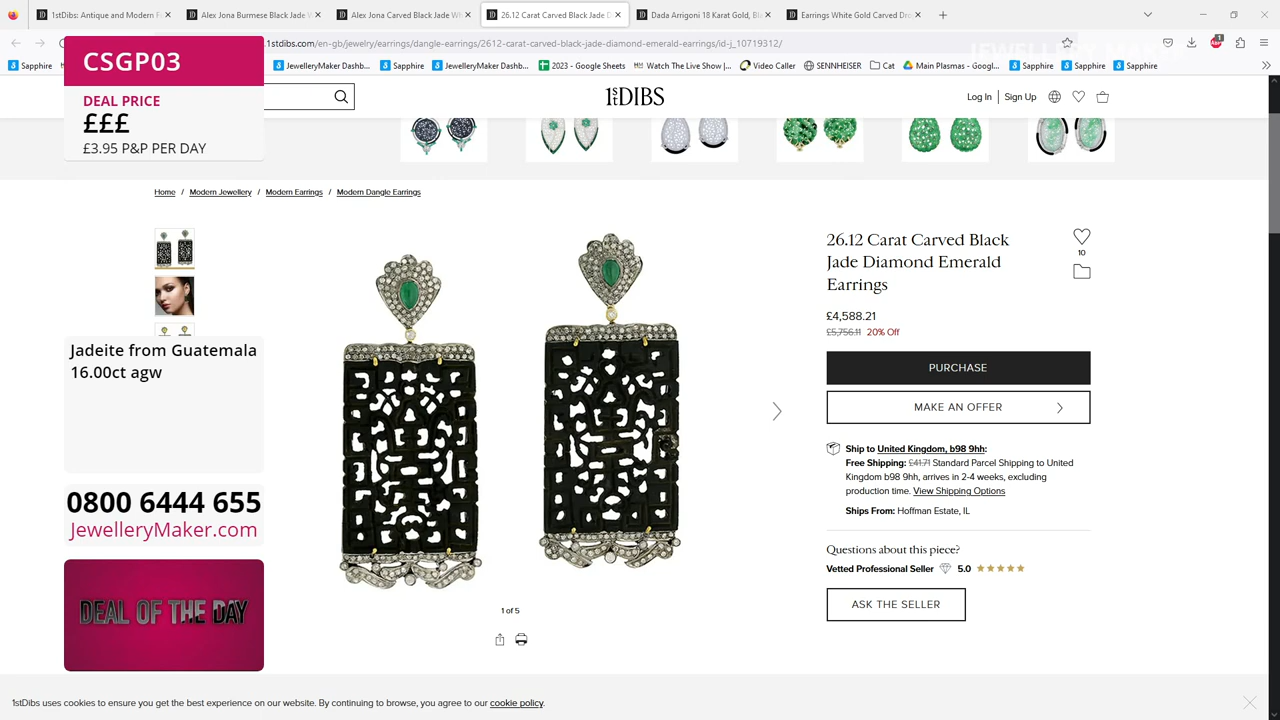 1stDibs: Antique and Modern F
Alex Jona Burmese Black Jade W
Alex Jona Carved Black Jade Wh
26.12 Carat Carved Black Jade D
Dada Arrigoni 18 Karat Gold, Bl
Earrings White Gold Carved Dro
1stdibs.com/en-gb/jewelry/earrings/dangle-earrings/2612-carat-carved-black-jade-diamond-emerald-earrings/id-j_10719312/
JewelleryMaker Dashb...
Sapphire
JewelleryMaker Dashb...
Sapphire
2023 - Google Sheets
Watch The Live Show |...
Video Caller
SENNHEISER
Cat
Main Plasmas - Googl...
Sapphire
Sapphire
Sapphire
CSGP03
DEAL PRICE
£££
£3.95 P&P PER DAY
1STDIBS
Log In
Sign Up
Home / Modern Jewellery / Modern Earrings / Modern Dangle Earrings
26.12 Carat Carved Black
Jade Diamond Emerald
Earrings
10
£4,588.21
£5,756.11 20% Off
PURCHASE
MAKE AN OFFER
Ship to United Kingdom, b98 9hh:
Free Shipping: £41.71 Standard Parcel Shipping to United
Kingdom b98 9hh, arrives in 2-4 weeks, excluding
production time. View Shipping Options
Ships From: Hoffman Estate, IL
Questions about this piece?
Vetted Professional Seller 5.0
ASK THE SELLER
Jadeite from Guatemala
16.00ct agw
0800 6444 655
JewelleryMaker.com
DEAL OF THE DAY
1 of 5
1stDibs uses cookies to ensure you get the best experience on our website. By continuing to browse, you agree to our cookie policy.